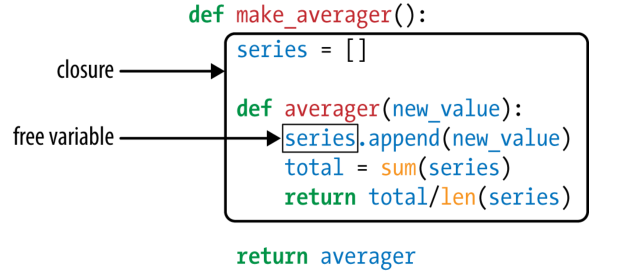 def make_averager():
series = []
closure
def averager(new_value):
free variable
series.append(new_value)
total = sum(series)
return total/len(series)
return averager